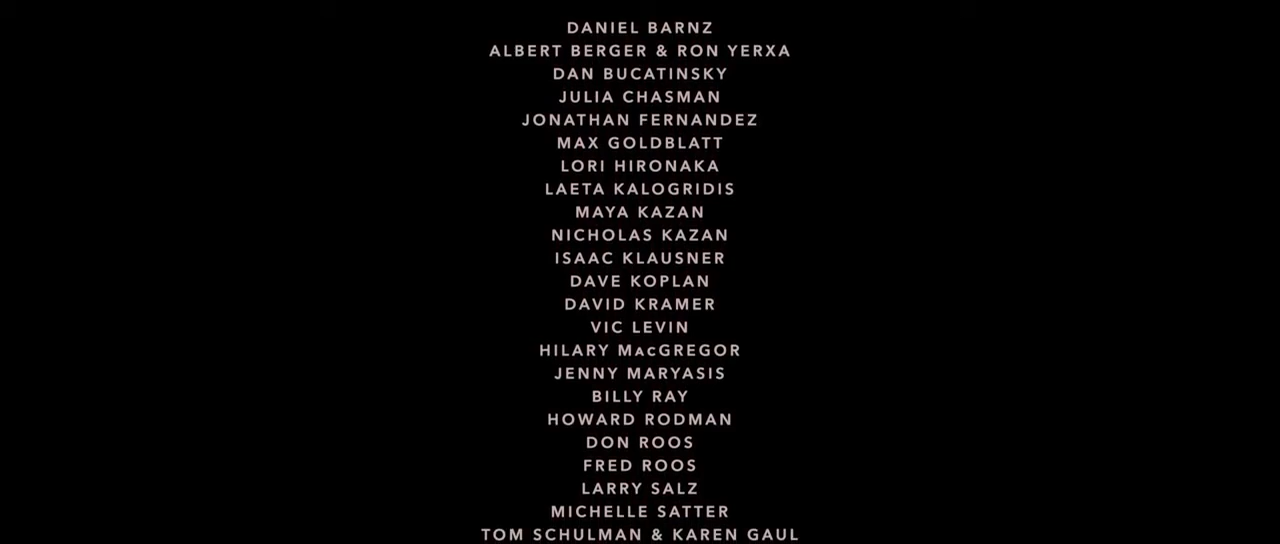 DANIEL BARNZ
ALBERT BERGER & RON YERXA
DAN BUCATINSKY
JULIA CHASMAN
JONATHAN FERNANDEZ
MAX GOLDBLATT
LORI HIRONAKA
LAETA KALOGRIDIS
MAYA KAZAN
NICHOLAS KAZAN
ISAAC KLAUSNER
DAVE KOPLAN
DAVID KRAMER
VIC LEVIN
HILARY MacGREGOR
JENNY MARYASIS
BILLY RAY
HOWARD RODMAN
DON ROOS
FRED ROOS
LARRY SALZ
MICHELLE SATTER
TOM SCHULMAN & KAREN GAUL